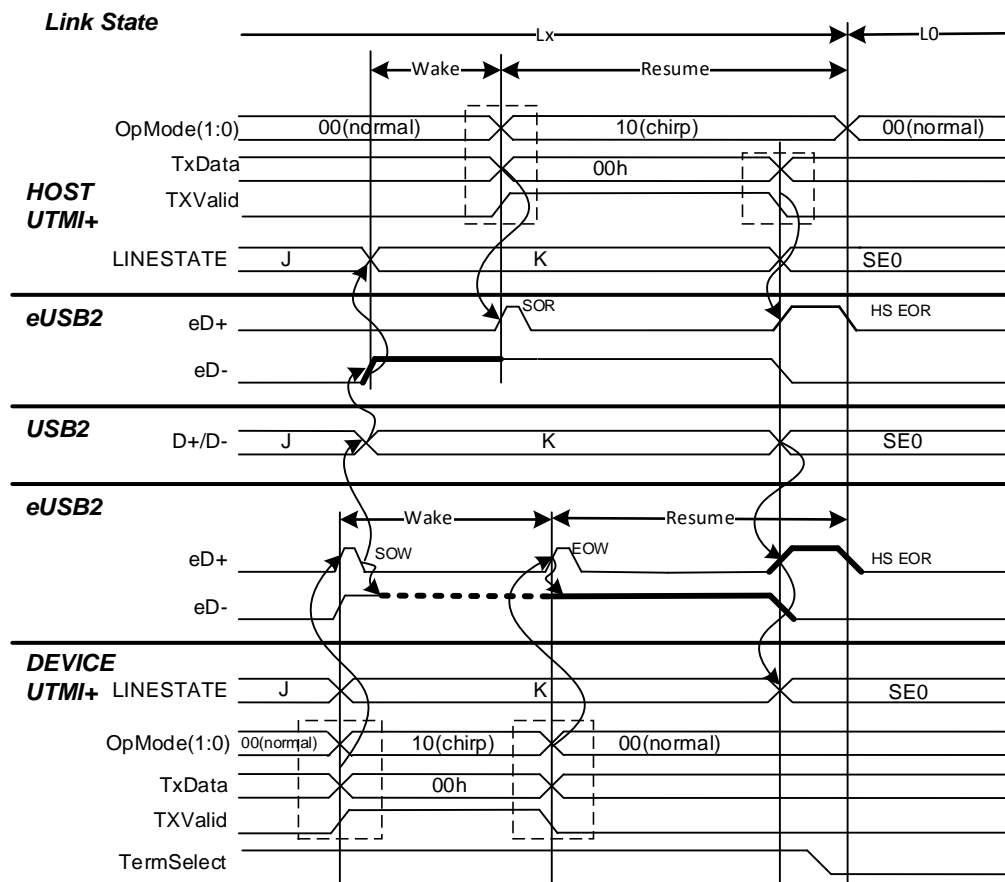 Link State
Lx
L0
Wake
Resume
OpMode(1:0)
00(normal)
10(chirp)
00(normal)
TxData
00h
HOST
UTMI+
TXValid
LINESTATE
J
K
SE0
eUSB2
eD+
SOR
HS EOR
eD-
USB2
D+/D-
J
K
SE0
eUSB2
Wake
Resume
eD+
SOW
EOW
HS EOR
eD-
DEVICE
UTMI+
LINESTATE
J
K
SE0
OpMode(1:0)
00(normal)
10(chirp)
00(normal)
TxData
00h
TXValid
TermSelect